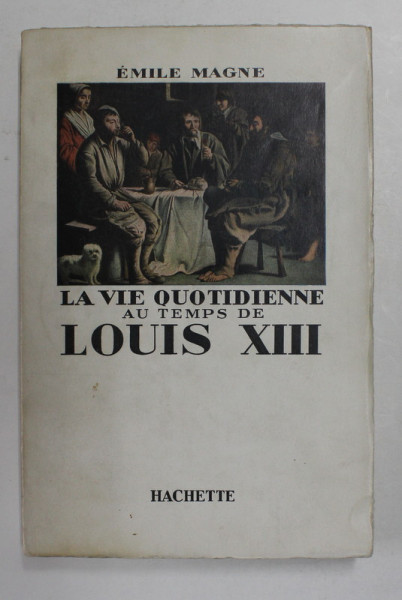 ÉMILE MAGNE
LA VIE QUOTIDIENNE
AU TEMPS DE
LOUIS XIII
HACHETTE